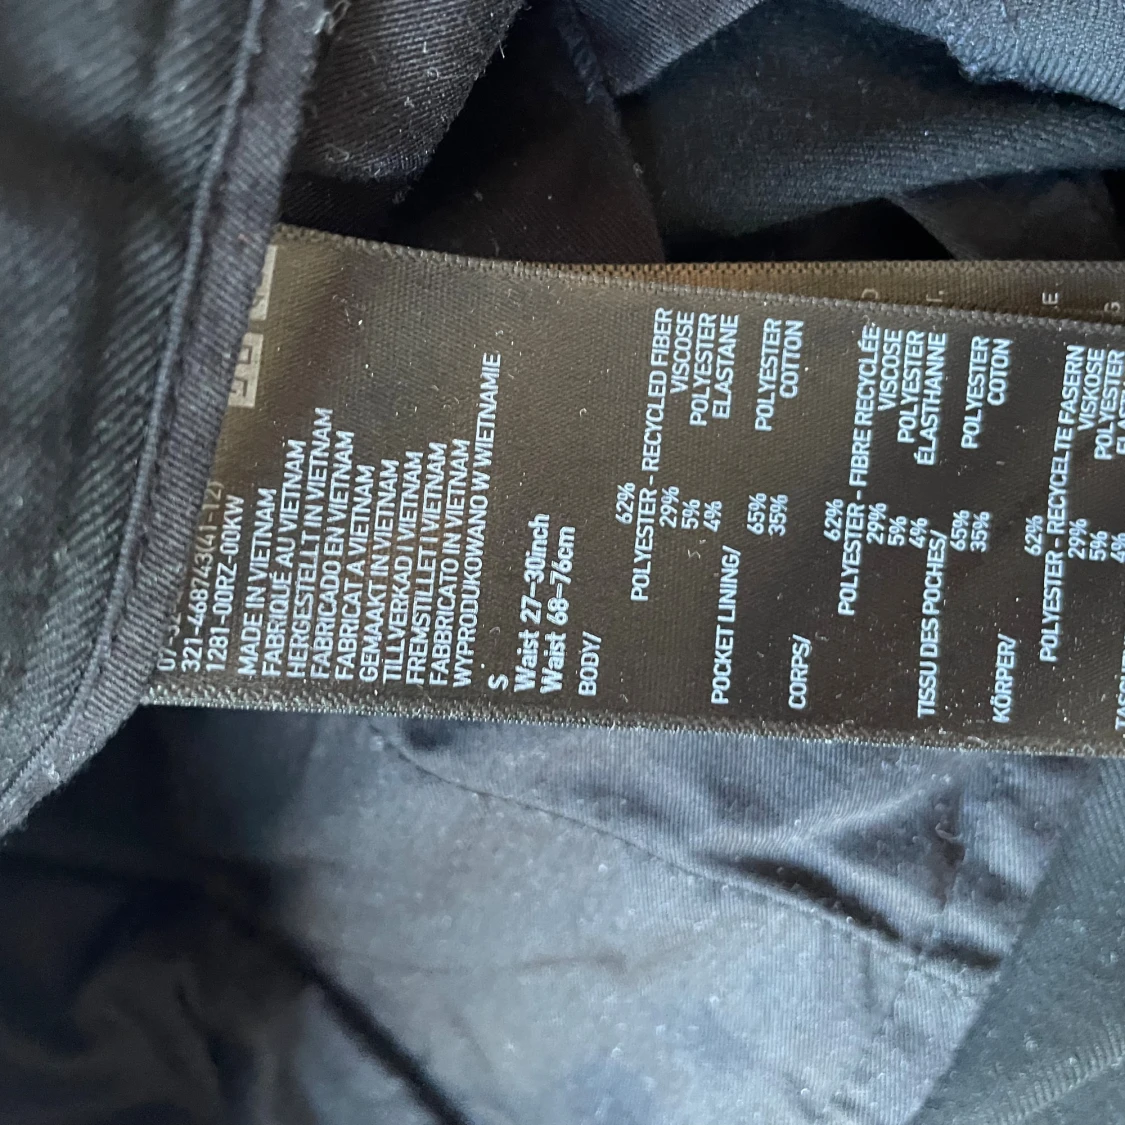 321-468743(41-12)
1281-00RZ-00KW
MADE IN VIETNAM
FABRIQUÉ AU VIETNAM
HERGESTELLT IN VIETNAM
FABRICADO EN VIETNAM
FABRICAT A VIETNAM
GEMAAKT IN VIETNAM
TILLVERKAD I VIETNAM
FREMSTILLET I VIETNAM
FABBRICATO IN VIETNAM
WYPRODUKOWANO W WIETNAMIE
S
Waist 27-30inch
Waist 68-76cm
BODY/
62%
POLYESTER - RECYCLED FIBER
29% VISCOSE
5% POLYESTER
4% ELASTANE
POCKET LINING/
65% POLYESTER
35% COTTON
CORPS/
62%
POLYESTER - FIBRE RECYCLÉE
29% VISCOSE
5% POLYESTER
4% ÉLASTHANNE
TISSU DES POCHES/
65% POLYESTER
35% COTON
KÖRPER/
62%
POLYESTER - RECYCELTE FASERN
29% VISKOSE
5% POLYESTER
4%